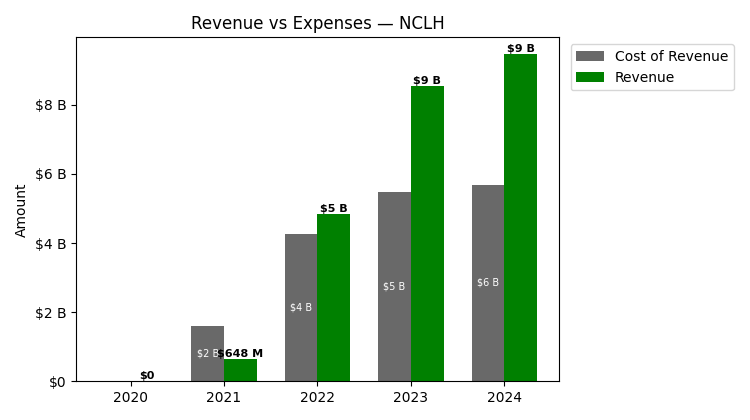 Revenue vs Expenses — NCLH
Cost of Revenue
Revenue
Amount
$8 B
$6 B
$4 B
$2 B
$0
$0
$2 B
$648 M
$4 B
$5 B
$5 B
$9 B
$6 B
$9 B
2020
2021
2022
2023
2024